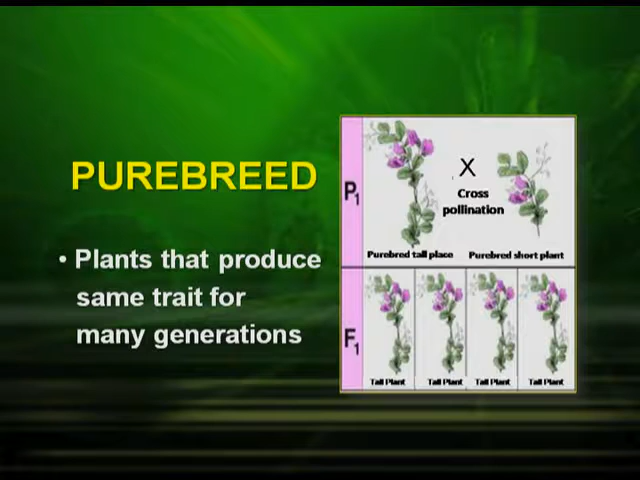 PUREBREED
• Plants that produce
same trait for
many generations
P1
X
Cross
pollination
Purebred tall place
Purebred short plant
F1
Tall Plant
Tall Plant
Tall Plant
Tall Plant